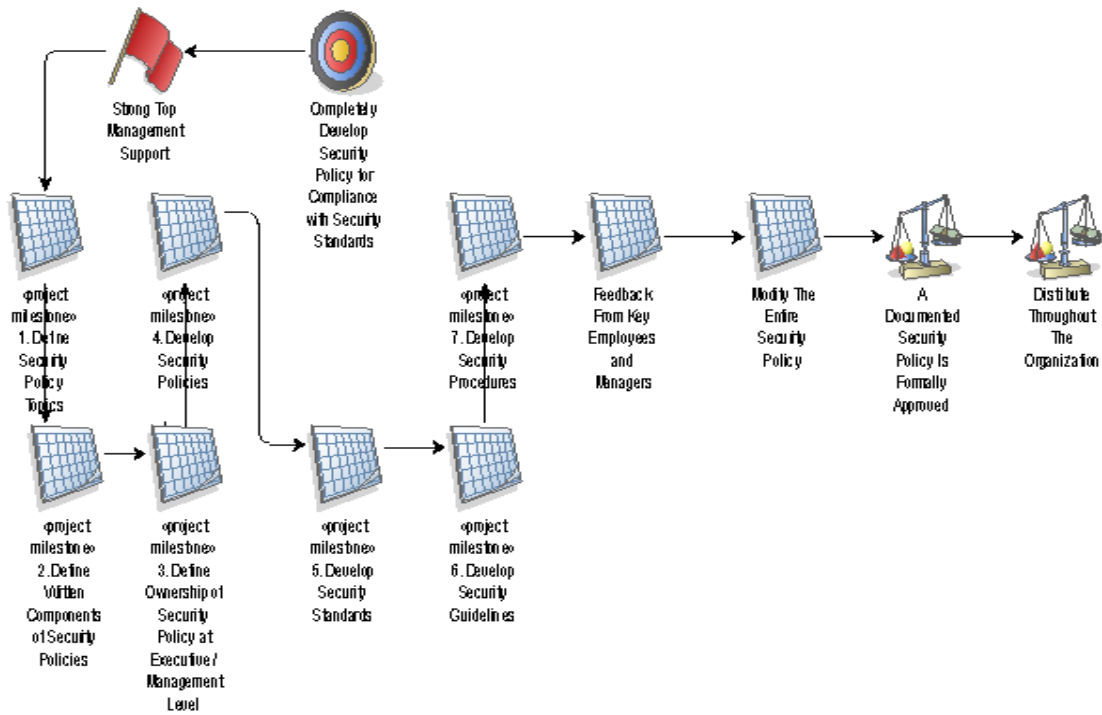 Strong Top
Management
Support
Completely
Develop
Security
Policy for
Compliance
with Security
Standards
«project
milestone»
1. Define
Security
Policy
Topics
«project
milestone»
4. Develop
Security
Policies
«project
milestone»
7. Develop
Security
Procedures
Feedback
From Key
Employees
and
Managers
Modify The
Entire
Security
Policy
A
Documented
Security
Policy Is
Formally
Approved
Distribute
Throughout
The
Organization
«project
milestone»
2. Define
Written
Components
of Security
Policies
«project
milestone»
3. Define
Ownership of
Security
Policy at
Executive /
Management
Level
«project
milestone»
5. Develop
Security
Standards
«project
milestone»
6. Develop
Security
Guidelines